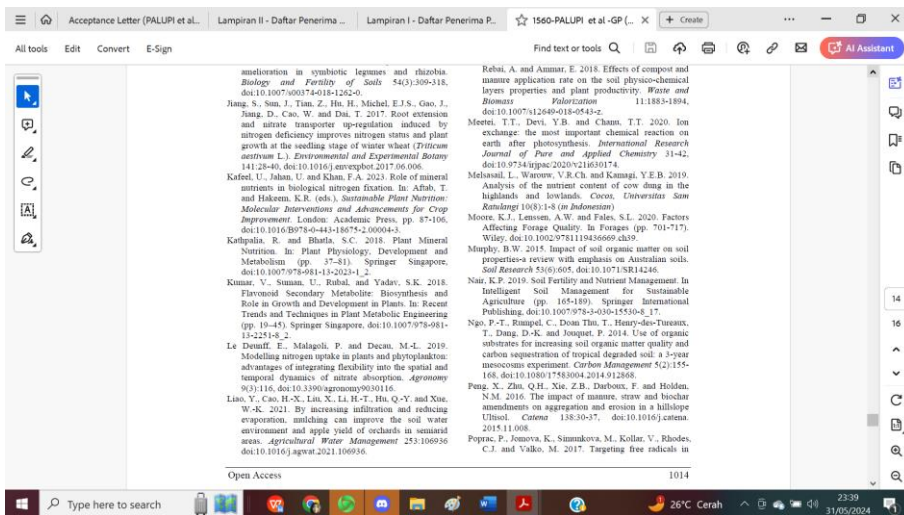 Acceptance Letter (PALUPI et al...
Lampiran II - Daftar Penerima ...
Lampiran I - Daftar Penerima P...
1560-PALUPI et al -GP (...
+ Create
All tools Edit Convert E-Sign
Find text or tools
AI Assistant
amelioration in symbiotic legumes and rhizobia.
Biology and Fertility of Soils 54(3):309-318,
doi:10.1007/s00374-018-1262-0.
Jiang, S., Sun, J., Tian, Z., Hu, H., Michel, E.J.S., Gao, J.,
Jiang, D., Cao, W. and Dai, T. 2017. Root extension
and nitrate transporter up-regulation induced by
nitrogen deficiency improves nitrogen status and plant
growth at the seedling stage of winter wheat (Triticum
aestivum L.). Environmental and Experimental Botany
141:28-40, doi:10.1016/j.envexpbot.2017.06.006.
Kafeel, U., Jahan, U. and Khan, F.A. 2023. Role of mineral
nutrients in biological nitrogen fixation. In: Aftab, T.
and Hakeem, K.R. (eds.), Sustainable Plant Nutrition:
Molecular Interventions and Advancements for Crop
Improvement. London: Academic Press, pp. 87-106,
doi:10.1016/B978-0-443-18675-2.00004-3.
Kathpalia, R. and Bhatla, S.C. 2018. Plant Mineral
Nutrition. In: Plant Physiology, Development and
Metabolism (pp. 37–81). Springer Singapore,
doi:10.1007/978-981-13-2023-1_2.
Kumar, V., Suman, U., Rubal, and Yadav, S.K. 2018.
Flavonoid Secondary Metabolite: Biosynthesis and
Role in Growth and Development in Plants. In: Recent
Trends and Techniques in Plant Metabolic Engineering
(pp. 19–45). Springer Singapore, doi:10.1007/978-981-
13-2251-8_2.
Le Deunff, E., Malagoli, P. and Decau, M.-L. 2019.
Modelling nitrogen uptake in plants and phytoplankton:
advantages of integrating flexibility into the spatial and
temporal dynamics of nitrate absorption. Agronomy
9(3):116, doi:10.3390/agronomy9030116.
Liao, Y., Cao, H.-X., Liu, X., Li, H.-T., Hu, Q.-Y. and Xue,
W.-K. 2021. By increasing infiltration and reducing
evaporation, mulching can improve the soil water
environment and apple yield of orchards in semiarid
areas. Agricultural Water Management 253:106936
doi:10.1016/j.agwat.2021.106936.
Rebai, A. and Ammar, E. 2018. Effects of compost and
manure application rate on the soil physico-chemical
layers properties and plant productivity. Waste and
Biomass Valorization 11:1883-1894,
doi:10.1007/s12649-018-0543-z.
Meetei, T.T., Devi, Y.B. and Chanu, T.T. 2020. Ion
exchange: the most important chemical reaction on
earth after photosynthesis. International Research
Journal of Pure and Applied Chemistry 31-42,
doi:10.9734/irjpac/2020/v21i630174.
Melsasail, L., Warouw, V.R.Ch. and Kamagi, Y.E.B. 2019.
Analysis of the nutrient content of cow dung in the
highlands and lowlands. Cocos, Universitas Sam
Ratulangi 10(8):1-8 (in Indonesian)
Moore, K.J., Lenssen, A.W. and Fales, S.L. 2020. Factors
Affecting Forage Quality. In Forages (pp. 701-717).
Wiley, doi:10.1002/9781119436669.ch39.
Murphy, B.W. 2015. Impact of soil organic matter on soil
properties-a review with emphasis on Australian soils.
Soil Research 53(6):605, doi:10.1071/SR14246.
Nair, K.P. 2019. Soil Fertility and Nutrient Management. In
Intelligent Soil Management for Sustainable
Agriculture (pp. 165-189). Springer International
Publishing, doi:10.1007/978-3-030-15530-8_17.
Ngo, P.-T., Rumpel, C., Doan Thu, T., Henry-des-Tureaux,
T., Dang, D.-K. and Jouquet, P. 2014. Use of organic
substrates for increasing soil organic matter quality and
carbon sequestration of tropical degraded soil: a 3-year
mesocosms experiment. Carbon Management 5(2):155-
168, doi:10.1080/17583004.2014.912868.
Peng, X., Zhu, Q.H., Xie, Z.B., Darboux, F. and Holden,
N.M. 2016. The impact of manure, straw and biochar
amendments on aggregation and erosion in a hillslope
Ultisol. Catena 138:30-37, doi:10.1016/j.catena.
2015.11.008.
Poprac, P., Jomova, K., Simunkova, M., Kollar, V., Rhodes,
C.J. and Valko, M. 2017. Targeting free radicals in
Open Access 1014
14
16
Type here to search
26°C Cerah
23:39
31/05/2024